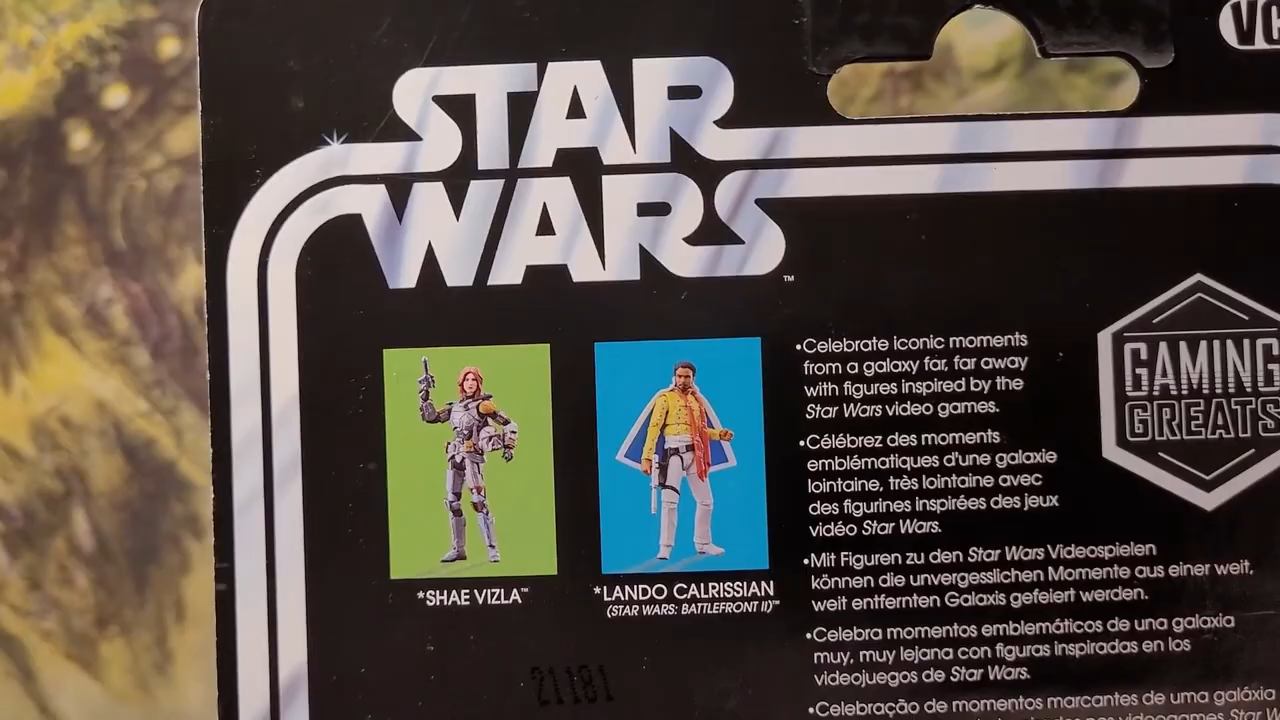 VC
STAR
WARS™
GAMING
GREATS
*SHAE VIZLA™
*LANDO CALRISSIAN
(STAR WARS: BATTLEFRONT II)™
•Celebrate iconic moments
from a galaxy far, far away
with figures inspired by the
Star Wars video games.
•Célébrez des moments
emblématiques d'une galaxie
lointaine, très lointaine avec
des figurines inspirées des jeux
vidéo Star Wars.
•Mit Figuren zu den Star Wars Videospielen
können die unvergesslichen Momente aus einer weit,
weit entfernten Galaxis gefeiert werden.
•Celebra momentos emblemáticos de una galaxia
muy, muy lejana con figuras inspiradas en los
videojuegos de Star Wars.
•Celebração de momentos marcantes de uma galáxia
videogames Star
21181